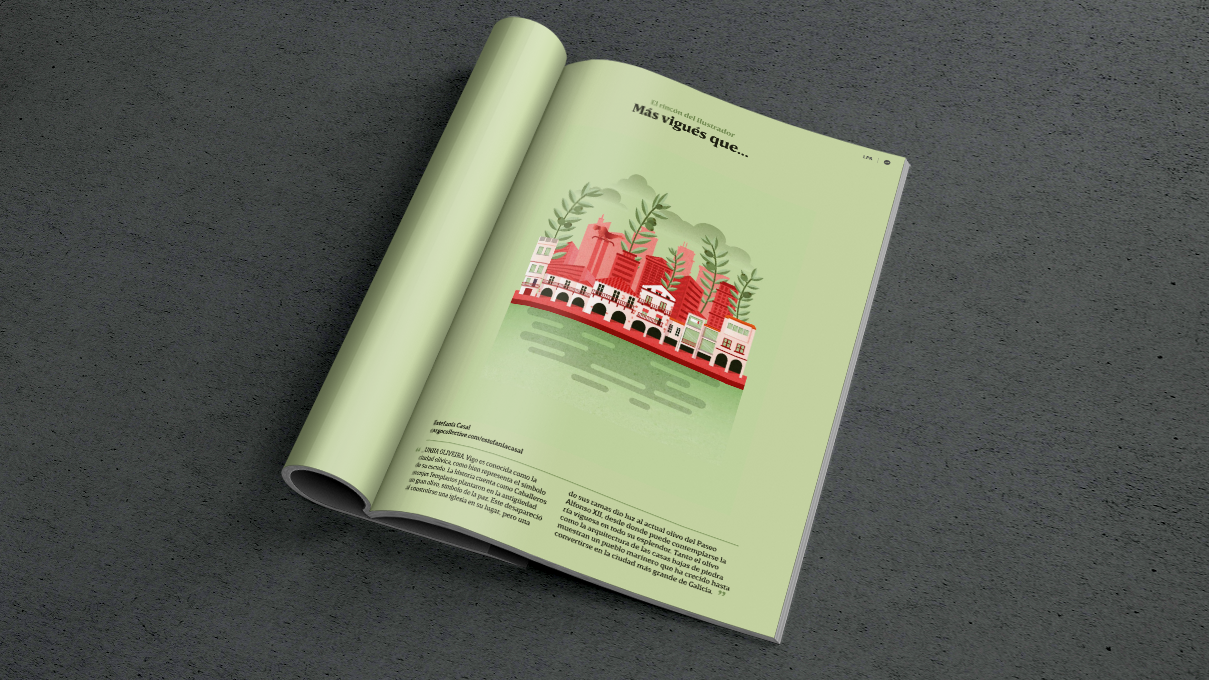 El rincón del ilustrador
Más vigués que...
LPA
Estefanía Casal
@ergocollective.com/estefaniacasal
“ ...UNHA OLIVEIRA. Vigo es conocida como la
ciudad olívica, como bien representa el símbolo
de su escudo. La historia cuenta como Caballeros
monjes Templarios plantaron en la antigüedad
un gran olivo, símbolo de la paz. Este desapareció
al construirse una iglesia en su lugar, pero una
do sus ramas dio luz al actual olivo del Paseo
Alfonso XII, desde donde puede contemplarse la
ría viguesa en todo su esplendor. Tanto el olivo
como la arquitectura de las casas bajas de piedra
muestran un pueblo marinero que ha crecido hasta
convertirse en la ciudad más grande de Galicia. ”